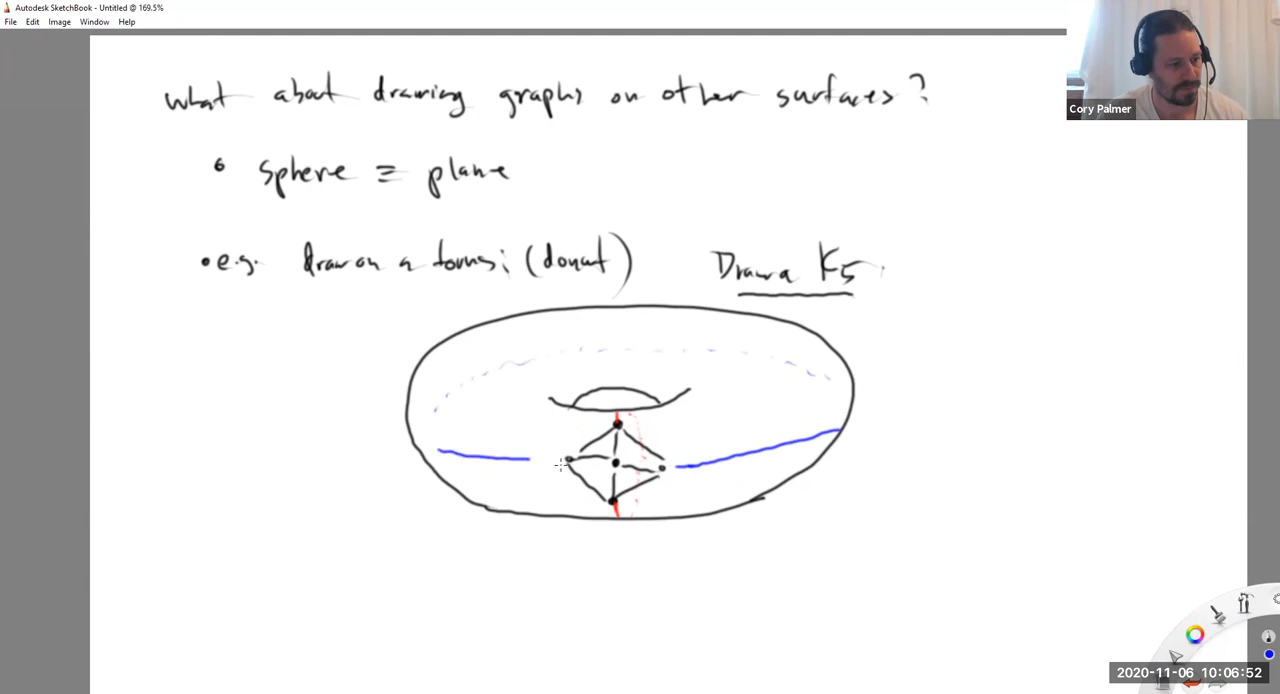 Autodesk SketchBook - Untitled @ 169.5%
File Edit Image Window Help
Cory Palmer
What about drawing graphs on other surfaces?
• sphere ≡ plane
• e.g. draw on a torus; (donut) Draw a K5
2020-11-06 10:06:52